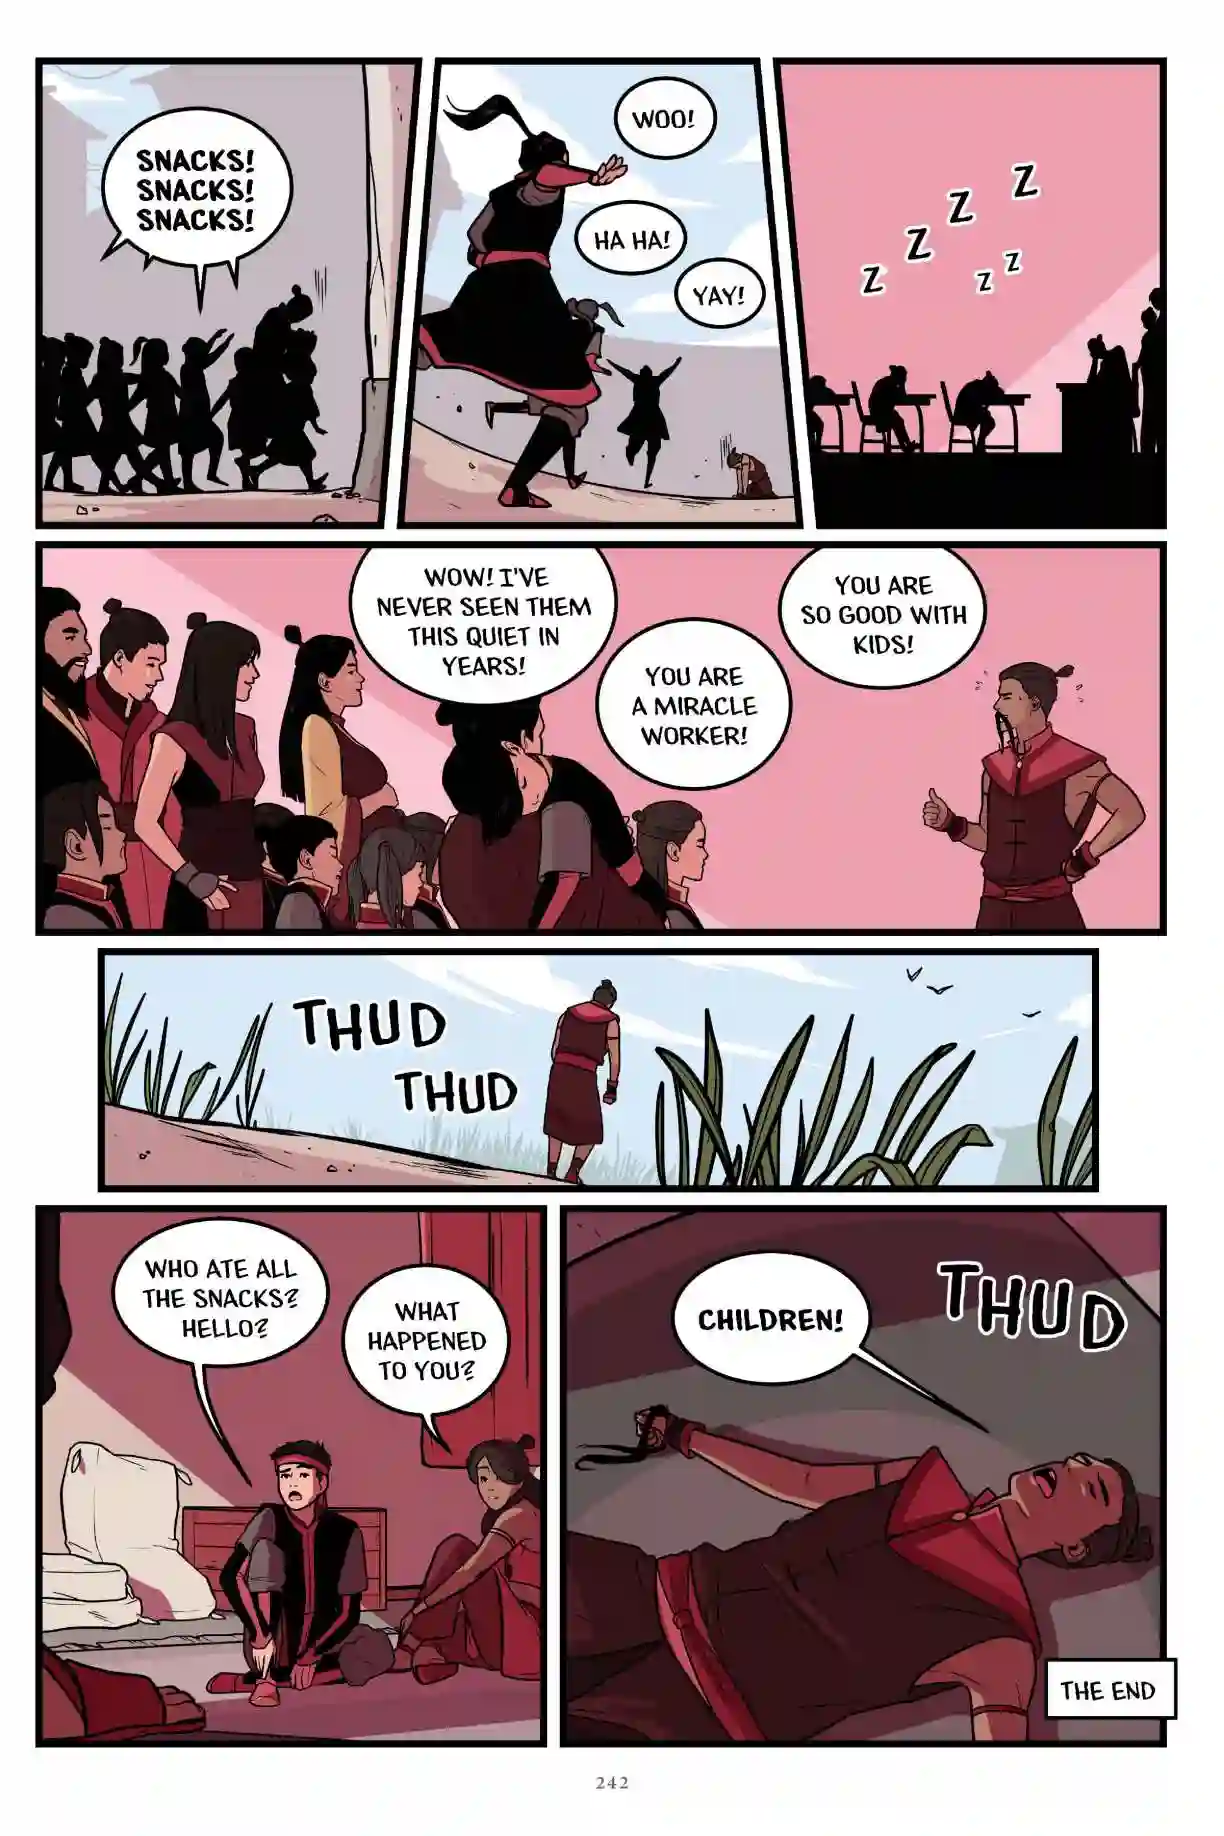 SNACKS!
SNACKS!
SNACKS!
WOO!
HA HA!
YAY!
Z
Z
Z
Z
Z
Z
WOW! I'VE
NEVER SEEN THEM
THIS QUIET IN
YEARS!
YOU ARE
A MIRACLE
WORKER!
YOU ARE
SO GOOD WITH
KIDS!
THUD
THUD
WHO ATE ALL
THE SNACKS?
HELLO?
WHAT
HAPPENED
TO YOU?
CHILDREN!
THUD
THE END
242